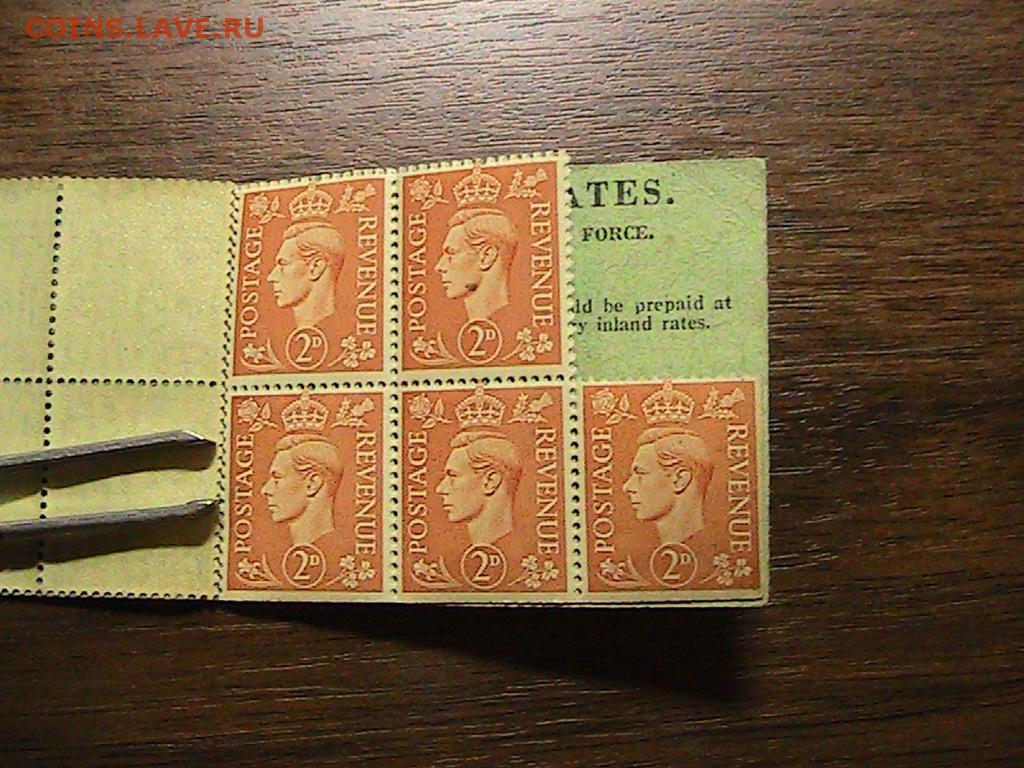 COINS.LAVE.RU
POSTAGE REVENUE
2D
POSTAGE REVENUE
2D
ATES.
FORCE.
ld be prepaid at
y inland rates.
POSTAGE REVENUE
2D
POSTAGE REVENUE
2D
POSTAGE REVENUE
2D